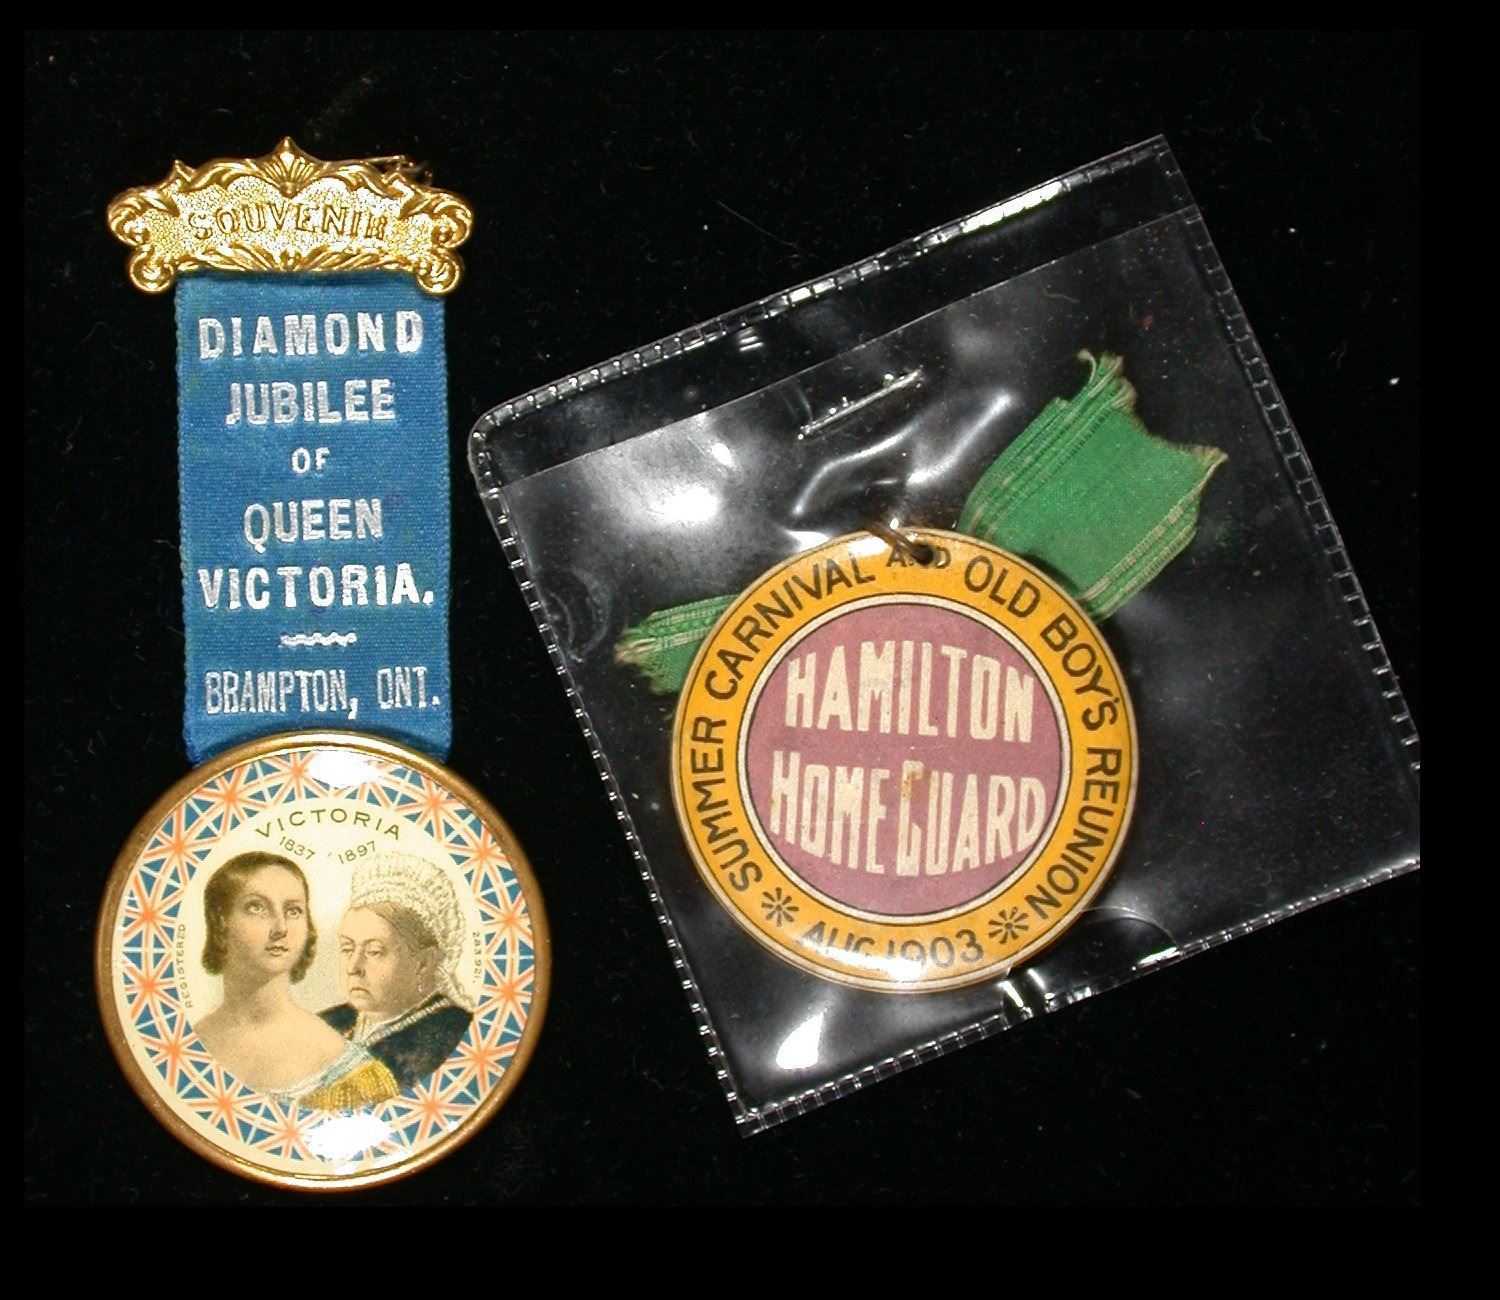 SOUVENIR
DIAMOND
JUBILEE
OF
QUEEN
VICTORIA.
BRAMPTON, ONT.
VICTORIA
1837 1897
REGISTERED
SUMMER CARNIVAL AND OLD BOY'S REUNION
HAMILTON
HOME GUARD
AUG. 1903